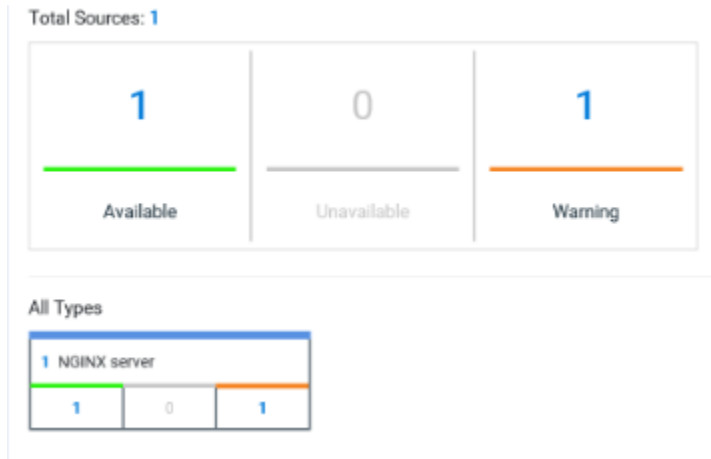 Total Sources: 1
1 0 1
Available Unavailable Warning
All Types
1 NGINX server
1 0 1